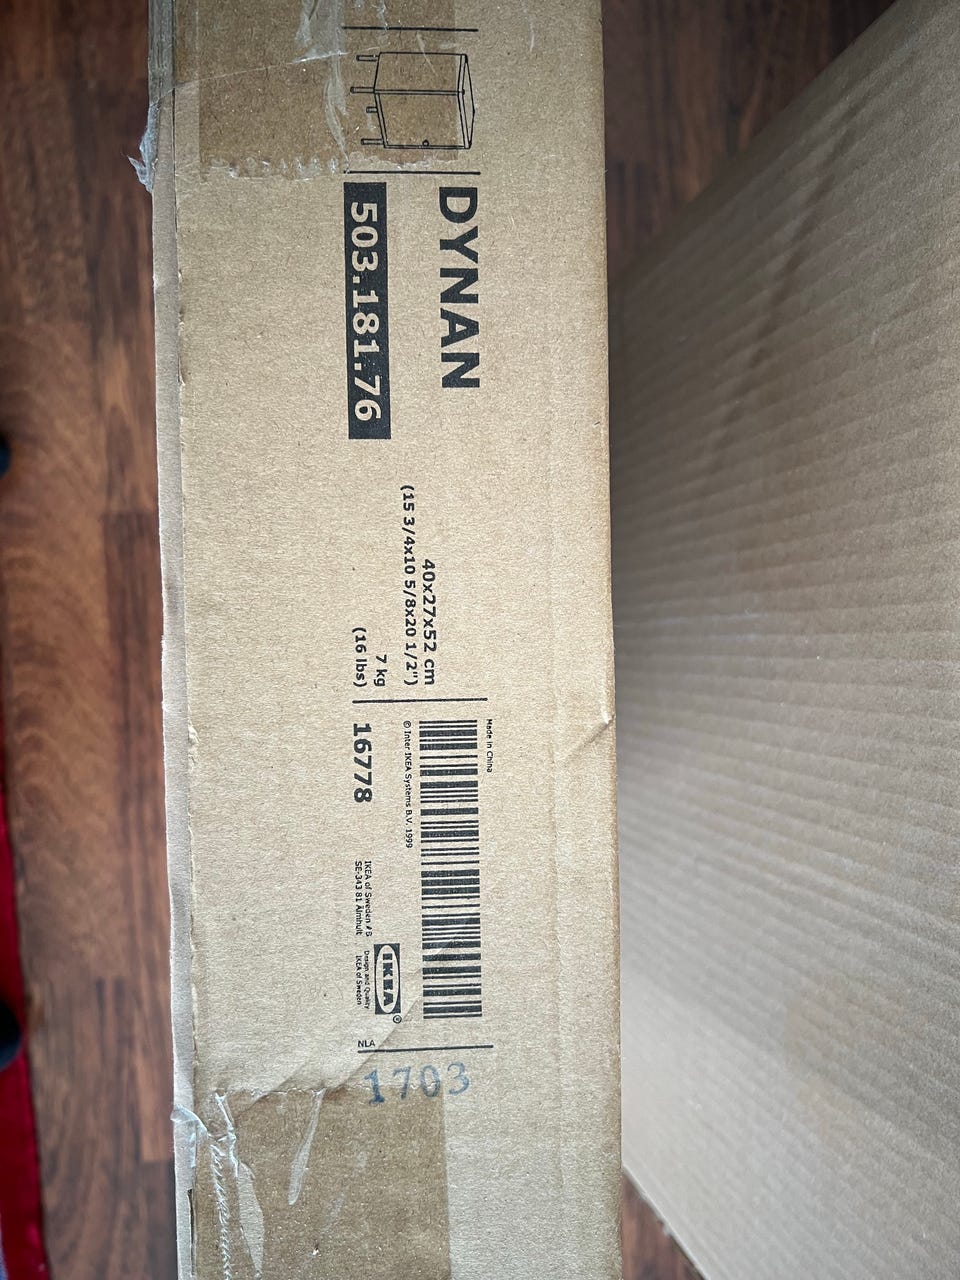 DYNAN
503.181.76
40x27x52 cm
(15 3/4x10 5/8x20 1/2")
7 kg
(16 lbs)
Made in China
© Inter IKEA Systems B.V. 1999
16778
IKEA of Sweden AB
SE-343 81 Älmhult
IKEA®
Design and Quality
IKEA of Sweden
NLA
1703